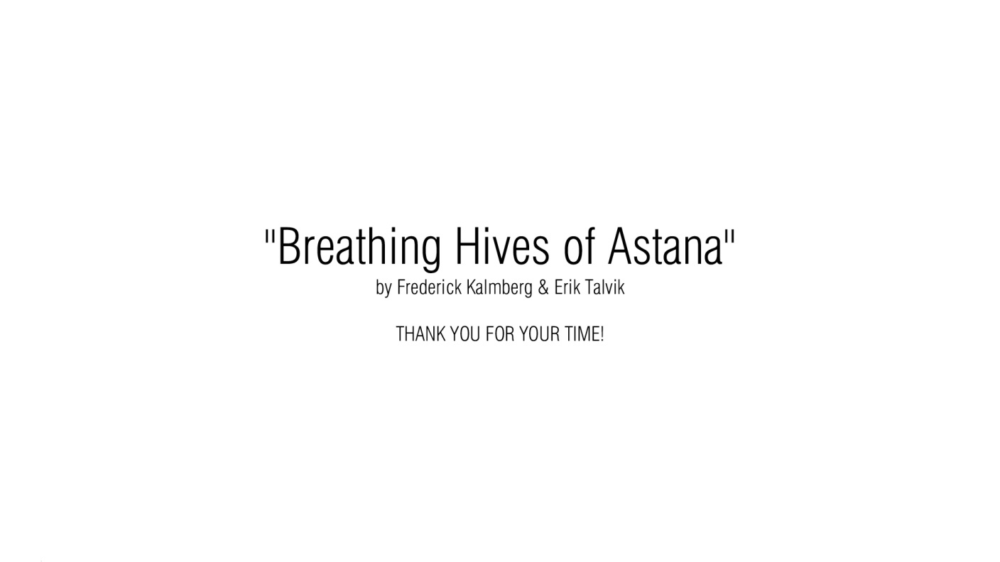 "Breathing Hives of Astana"
by Frederick Kalmberg & Erik Talvik
THANK YOU FOR YOUR TIME!